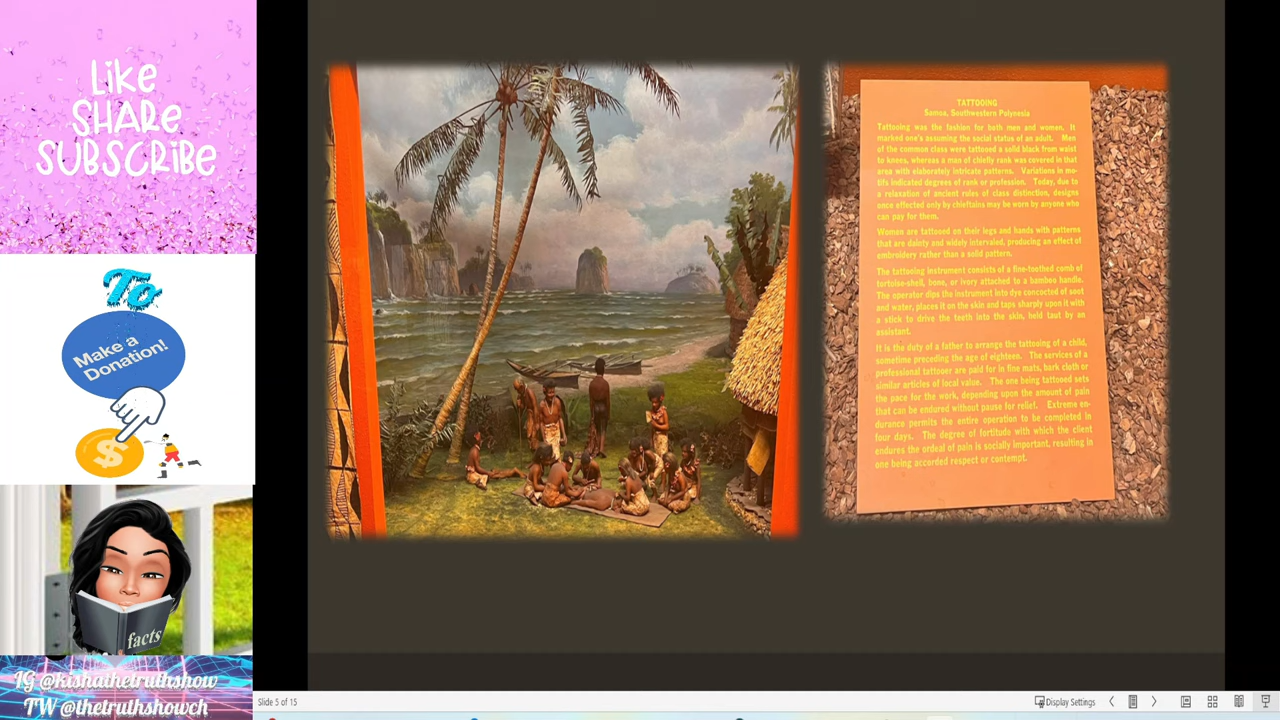 Like
SHARE
SUBSCRIBE
To
Make a
Donation!
$
facts
IG @kishathetruthshow
TW @thetruthshowch
TATTOOING
Samoa, Southwestern Polynesia
Tattooing was the fashion for both men and women. It
marked one's assuming the social status of an adult. Men
of the common class were tattooed a solid black from waist
to knees, whereas a man of chiefly rank was covered in that
area with elaborately intricate patterns. Variations in mo-
tifs indicated degrees of rank or profession. Today, due to
a relaxation of ancient rules of class distinction, designs
once effected only by chieftains may be worn by anyone who
can pay for them.
Women are tattooed on their legs and hands with patterns
that are dainty and widely intervaled, producing an effect of
embroidery rather than a solid pattern.
The tattooing instrument consists of a fine-toothed comb of
tortoise-shell, bone, or ivory attached to a bamboo handle.
The operator dips the instrument into dye concocted of soot
and water, places it on the skin and taps sharply upon it with
a stick to drive the teeth into the skin, held taut by an
assistant.
It is the duty of a father to arrange the tattooing of a child,
sometime preceding the age of eighteen. The services of a
professional tattooer are paid for in fine mats, bark cloth or
similar articles of local value. The one being tattooed sets
the pace for the work, depending upon the amount of pain
that can be endured without pause for relief. Extreme en-
durance permits the entire operation to be completed in
four days. The degree of fortitude with which the client
endures the ordeal of pain is socially important, resulting in
one being accorded respect or contempt.
Slide 5 of 15
Display Settings